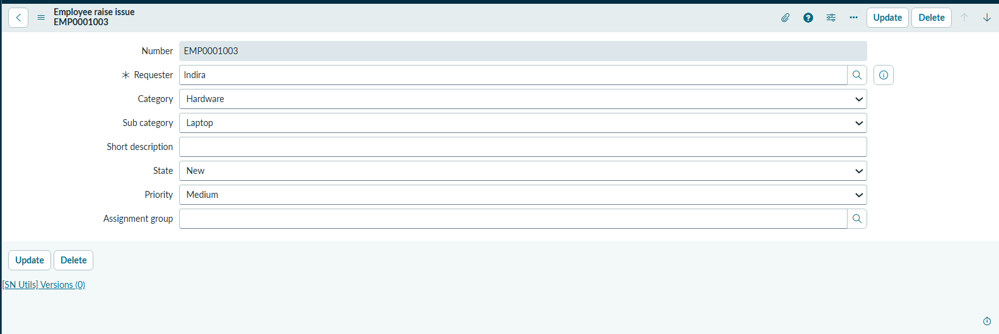 Employee raise issue
EMP0001003
Update
Delete
Number
EMP0001003
Requester
Indira
Category
Hardware
Sub category
Laptop
Short description
State
New
Priority
Medium
Assignment group
Update
Delete
[SN Utils] Versions (0)